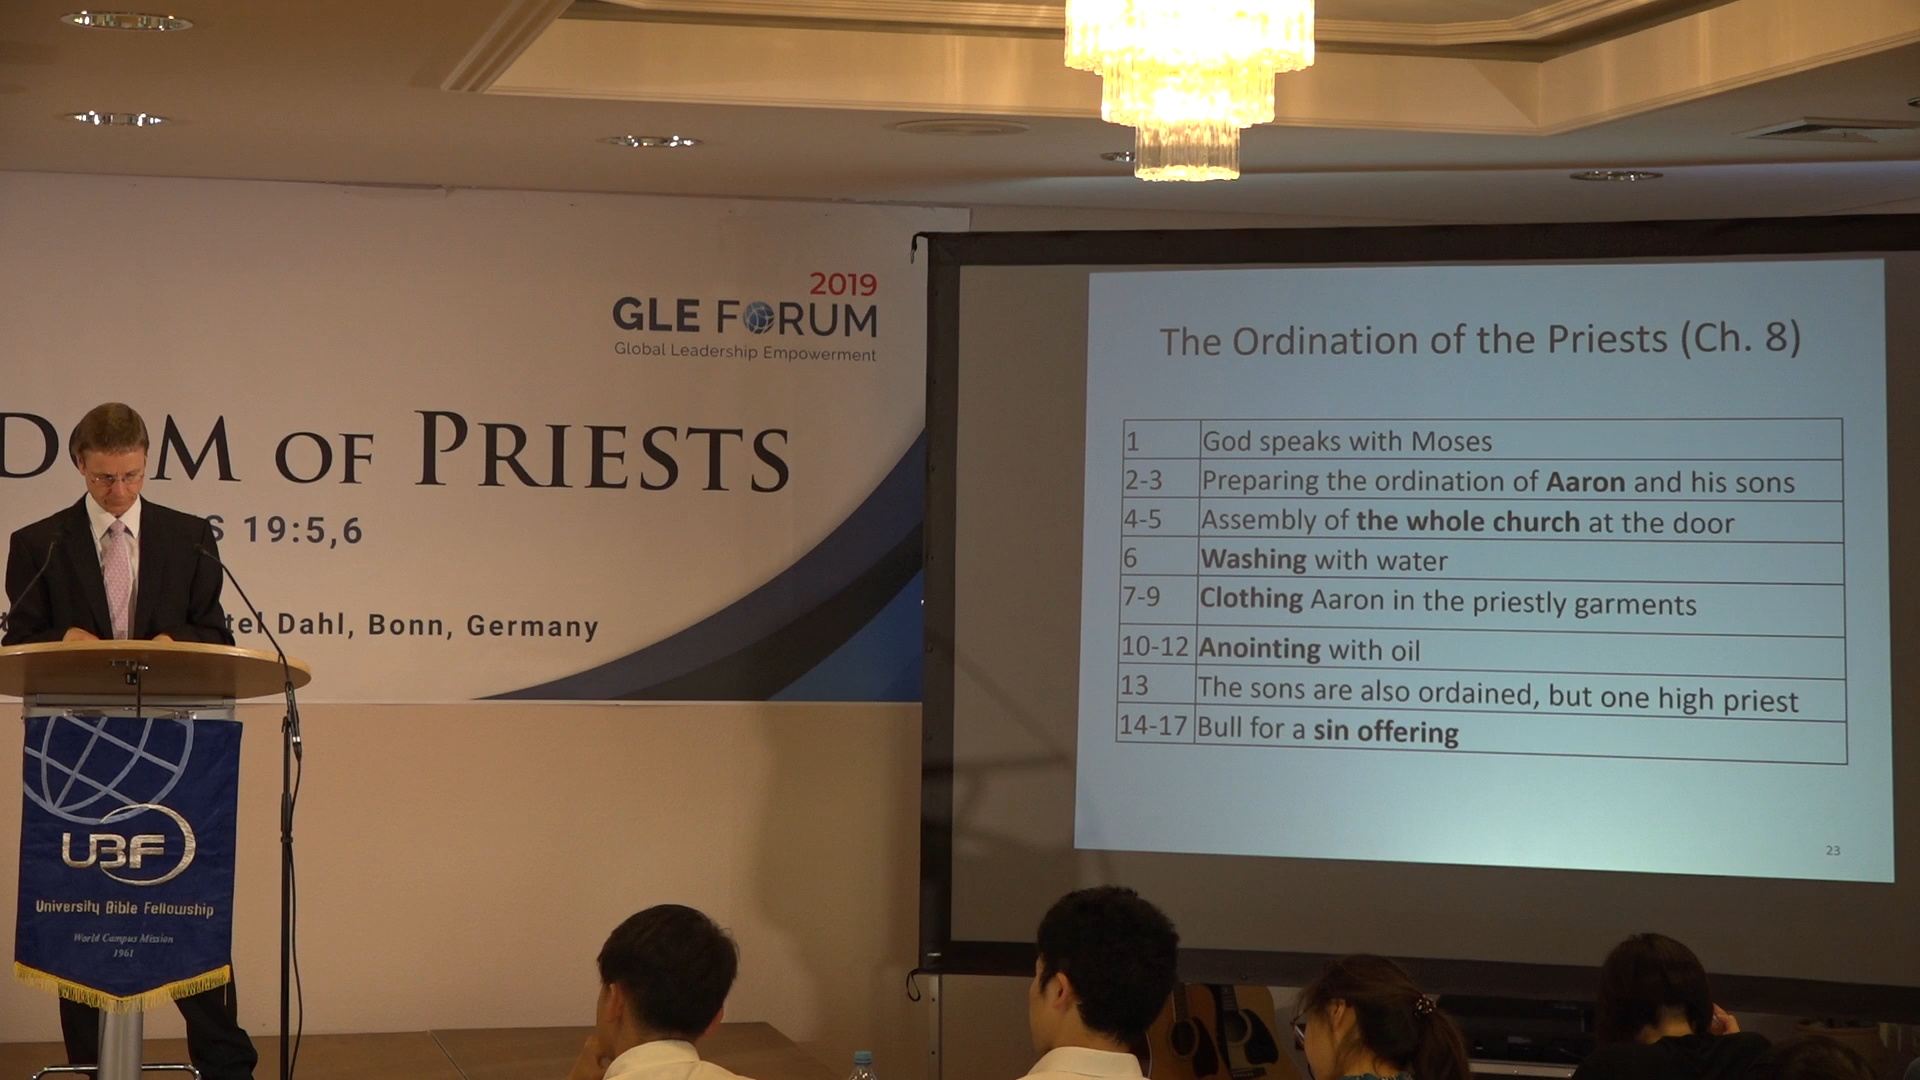 2019
GLE FORUM
Global Leadership Empowerment
DOM OF PRIESTS
S 19:5,6
tel Dahl, Bonn, Germany
UBF
University Bible Fellowship
World Campus Mission
1961
The Ordination of the Priests (Ch. 8)
1 God speaks with Moses
2-3 Preparing the ordination of Aaron and his sons
4-5 Assembly of the whole church at the door
6 Washing with water
7-9 Clothing Aaron in the priestly garments
10-12 Anointing with oil
13 The sons are also ordained, but one high priest
14-17 Bull for a sin offering
23